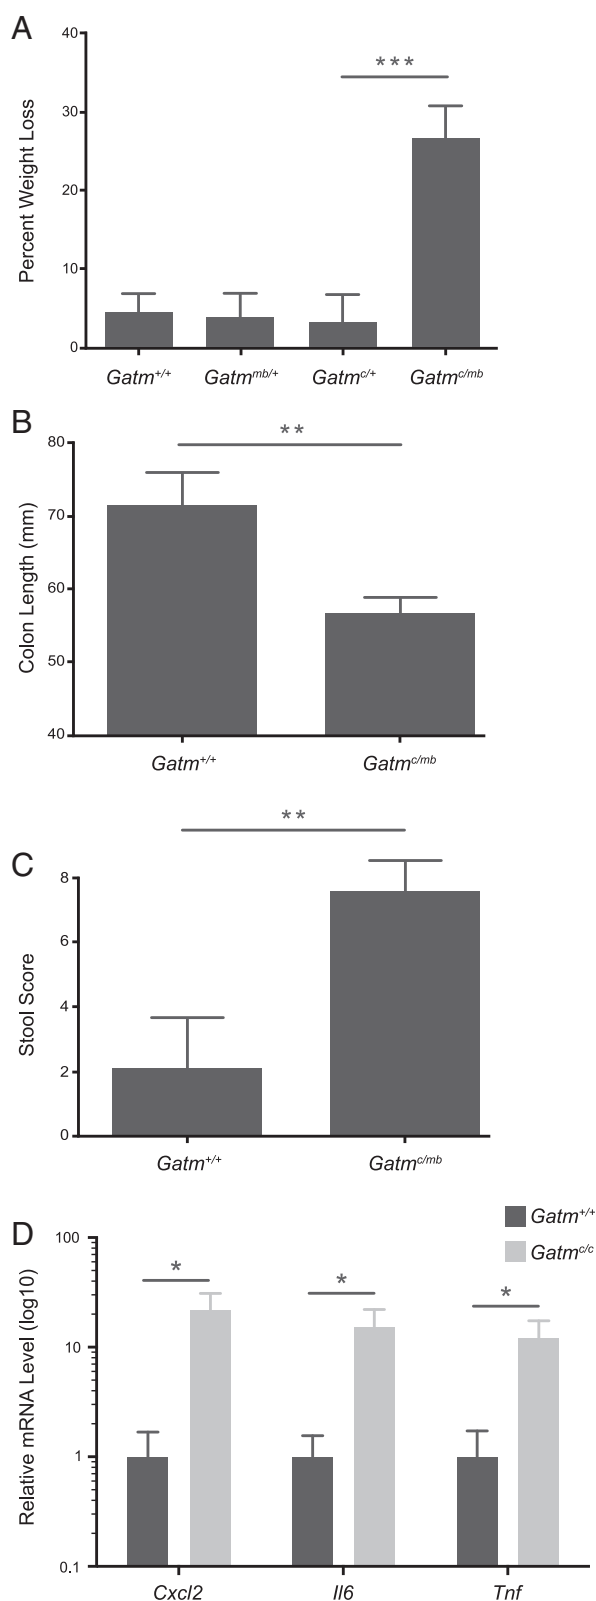 A
Percent Weight Loss
40
30
20
10
0
***
Gatm+/+ Gatmmb/+ Gatmc/+ Gatmc/mb
B
Colon Length (mm)
80
70
60
50
40
**
Gatm+/+ Gatmc/mb
C
Stool Score
8
6
4
2
0
**
Gatm+/+ Gatmc/mb
D
Relative mRNA Level (log10)
100
10
1
0.1
Gatm+/+
Gatmc/c
* * *
Cxcl2 Il6 Tnf